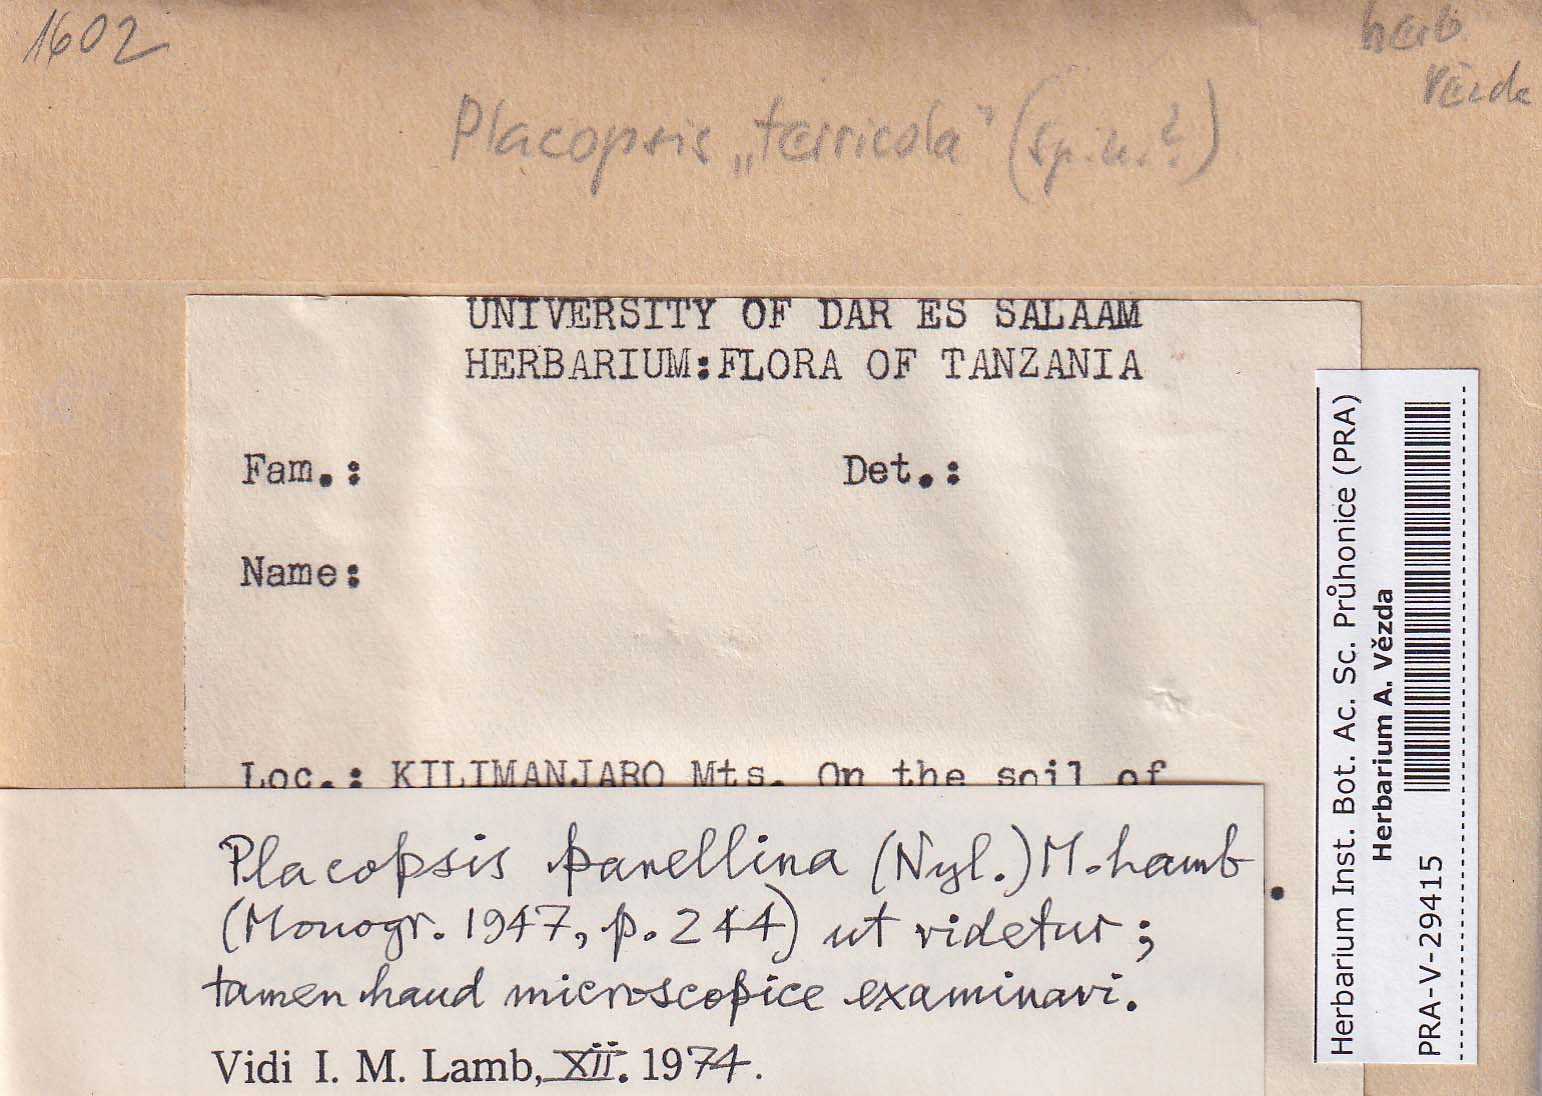 1602
herb
Vězda
Placopsis „terricola" (sp. n.?)
UNIVERSITY OF DAR ES SALAAM
HERBARIUM: FLORA OF TANZANIA
Fam.: Det.:
Name:
Loc.: KILIMANJARO Mts. On the soil of
Placopsis parellina (Nyl.) M. Lamb
(Monogr. 1947, p. 244) ut videtur;
tamen haud microscopice examinavi.
Vidi I. M. Lamb, XII. 1974.
Herbarium Inst. Bot. Ac. Sc. Průhonice (PRA)
Herbarium A. Vězda
PRA-V-29415